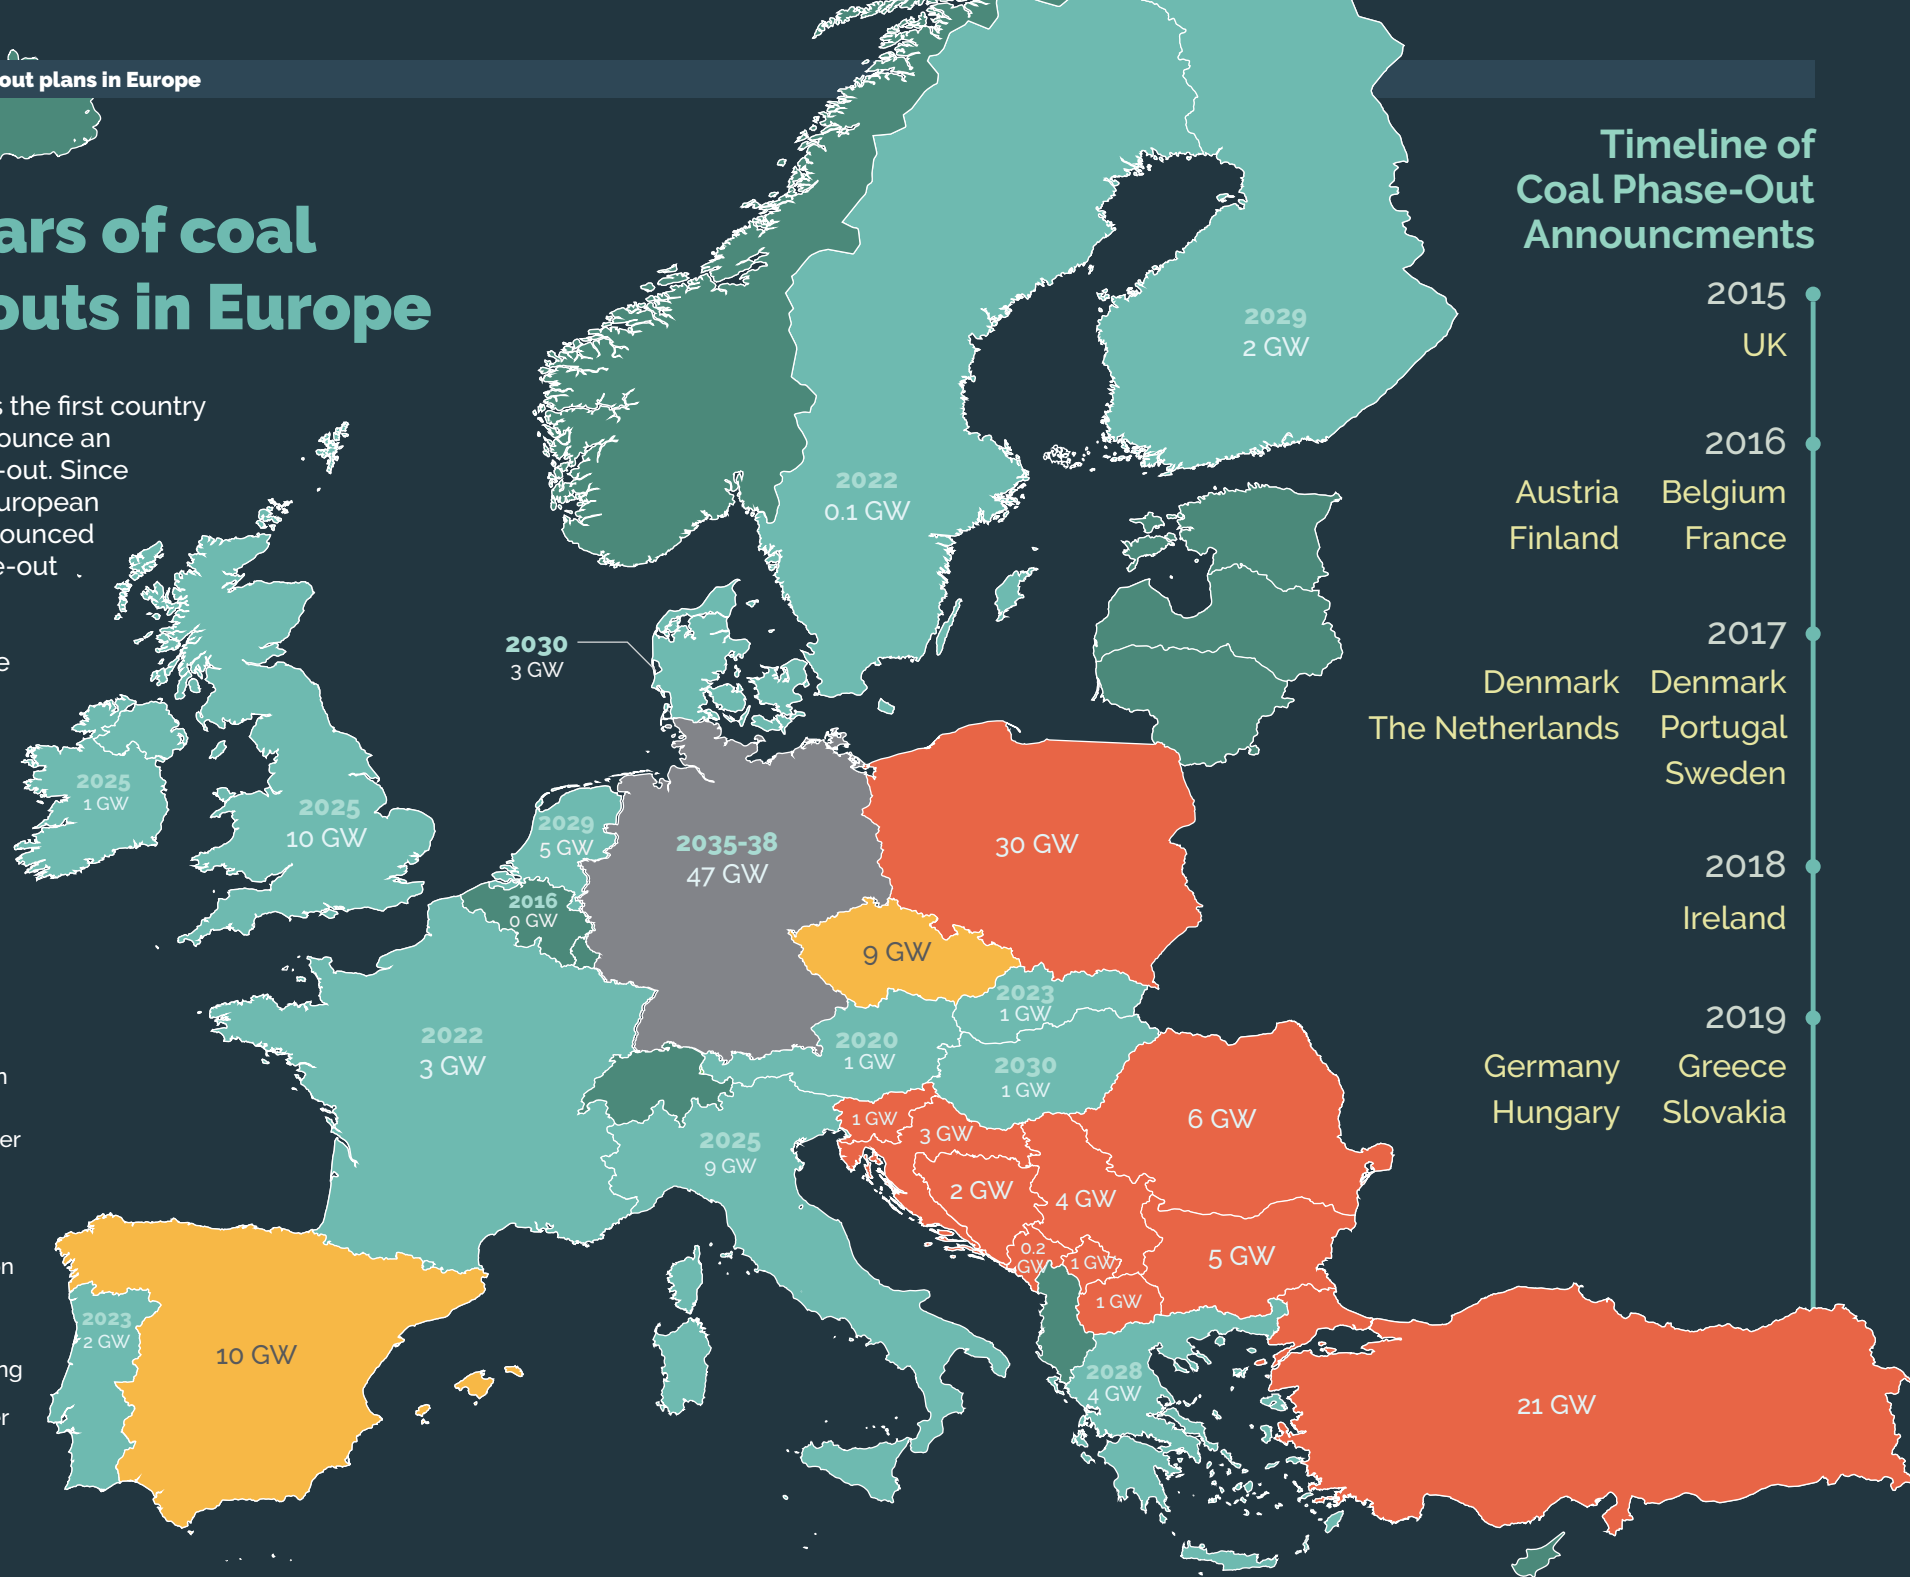 out plans in Europe
ars of coal
outs in Europe
s the first country
ounce an
-out. Since
uropean
ounced
e-out
e
n
er
on
ng
er
Timeline of
Coal Phase-Out
Announcments
2015
UK
2016
Austria Belgium
Finland France
2017
Denmark Denmark
The Netherlands Portugal
Sweden
2018
Ireland
2019
Germany Greece
Hungary Slovakia
2029
2 GW
2022
0.1 GW
2030
3 GW
2025
1 GW
2025
10 GW
2029
5 GW
2035-38
47 GW
30 GW
2016
0 GW
9 GW
2023
1 GW
2022
3 GW
2020
1 GW
2030
1 GW
1 GW
3 GW
6 GW
2025
9 GW
2 GW
4 GW
0.2
GW
1 GW
5 GW
1 GW
2023
2 GW
10 GW
2028
4 GW
21 GW